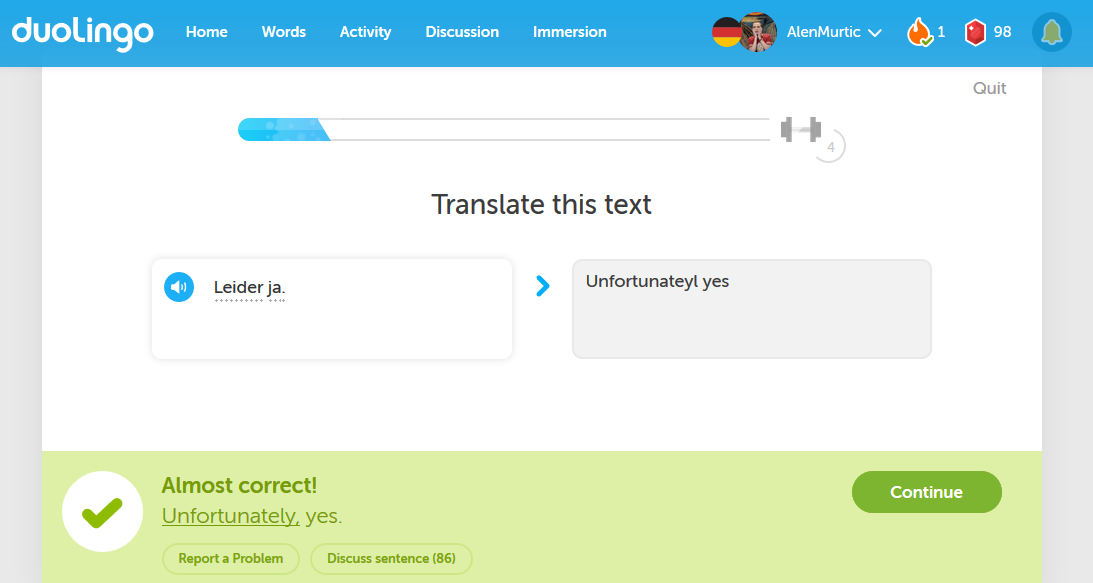 duolingo Home Words Activity Discussion Immersion AlenMurtic 1 98
Quit
4
Translate this text
Leider ja. Unfortunateyl yes
Almost correct!
Unfortunately, yes.
Continue
Report a Problem Discuss sentence (86)